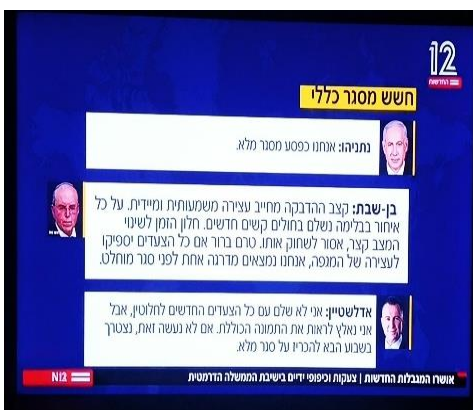 12
החדשות
חשש מסגר כללי
נתניהו: אנחנו כפסע מסגר מלא.
בן-שבת: קצב ההדבקה מחייב עצירה משמעותית ומיידית. על כל
איחור בבלימה נשלם בחולים קשים חדשים. חלון הזמן לשינוי
המצב קצר, אסור לשחוק אותו. טרם ברור אם כל הצעדים יספיקו
לעצירה של המגפה, אנחנו נמצאים מדרגה אחת לפני סגר מוחלט.
אדלשטיין: אני לא שלם עם כל הצעדים החדשים לחלוטין, אבל
אני נאלץ לראות את התמונה הכוללת. אם לא נעשה זאת, נצטרך
בשבוע הבא להכריז על סגר מלא.
אושרו המגבלות החדשות | צעקות וכיפופי ידיים בישיבת הממשלה הדרמטית
N12